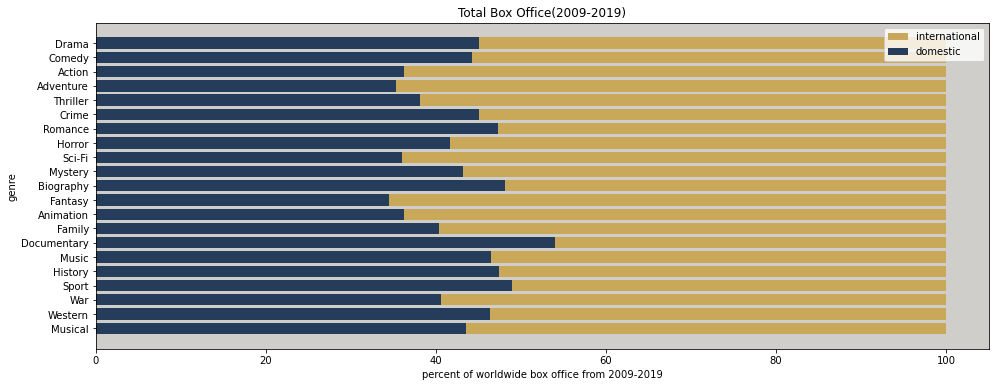 Total Box Office(2009-2019)
international
domestic
genre
Drama
Comedy
Action
Adventure
Thriller
Crime
Romance
Horror
Sci-Fi
Mystery
Biography
Fantasy
Animation
Family
Documentary
Music
History
Sport
War
Western
Musical
0 20 40 60 80 100
percent of worldwide box office from 2009-2019